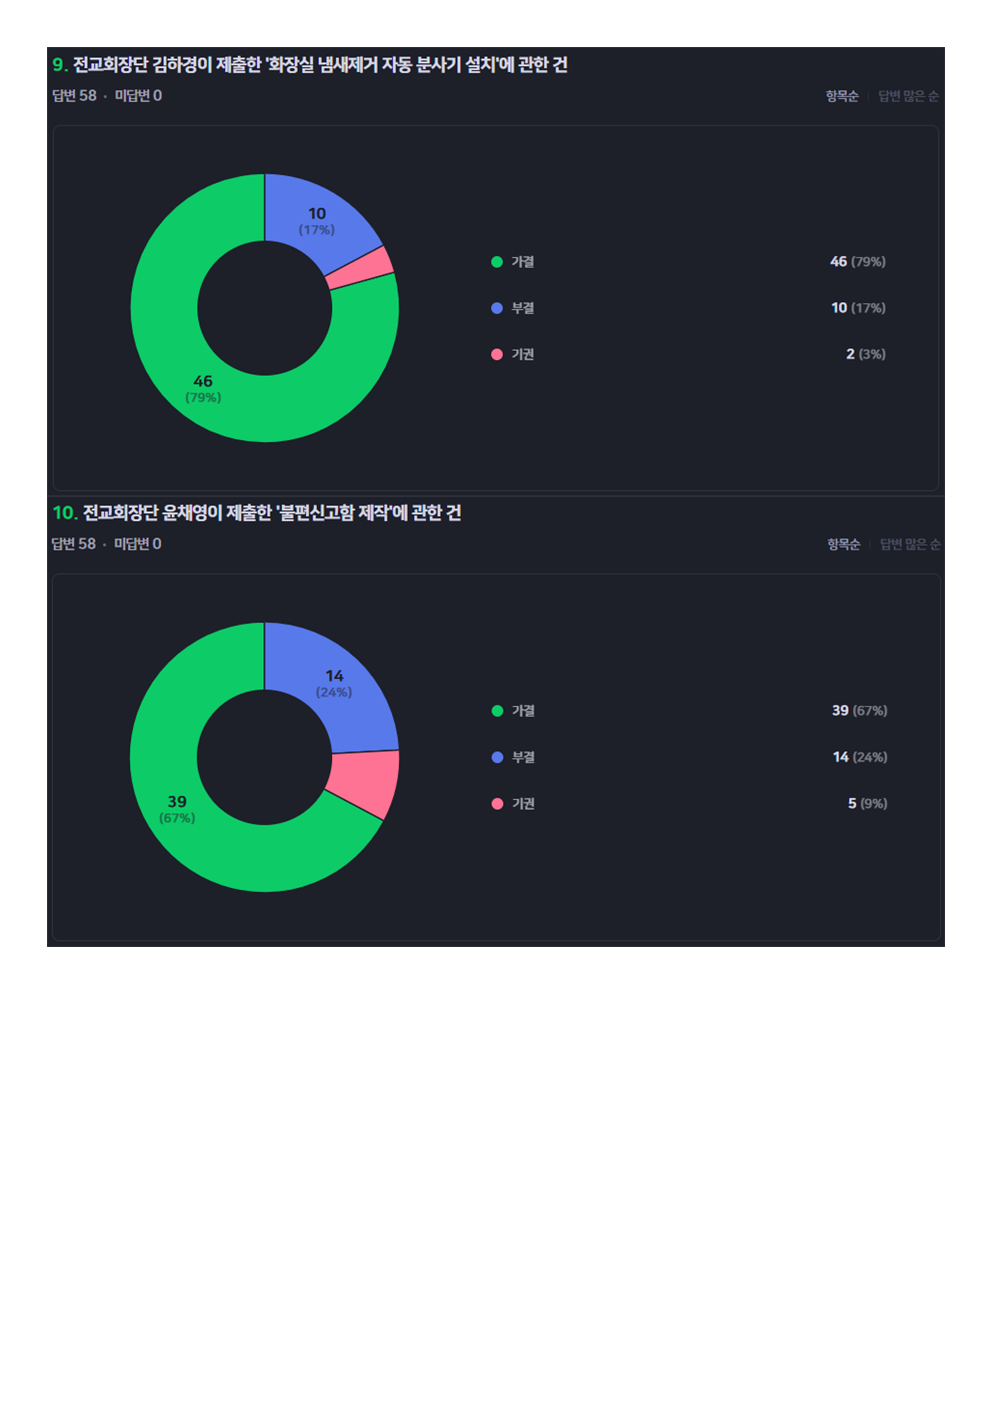 9. 전교회장단 김하경이 제출한 '화장실 냄새제거 자동 분사기 설치'에 관한 건
답변 58 · 미답변 0
항목순 | 답변 많은 순
10
(17%)
46
(79%)
가결 46 (79%)
부결 10 (17%)
기권 2 (3%)
10. 전교회장단 윤채영이 제출한 '불편신고함 제작'에 관한 건
답변 58 · 미답변 0
항목순 | 답변 많은 순
14
(24%)
39
(67%)
가결 39 (67%)
부결 14 (24%)
기권 5 (9%)